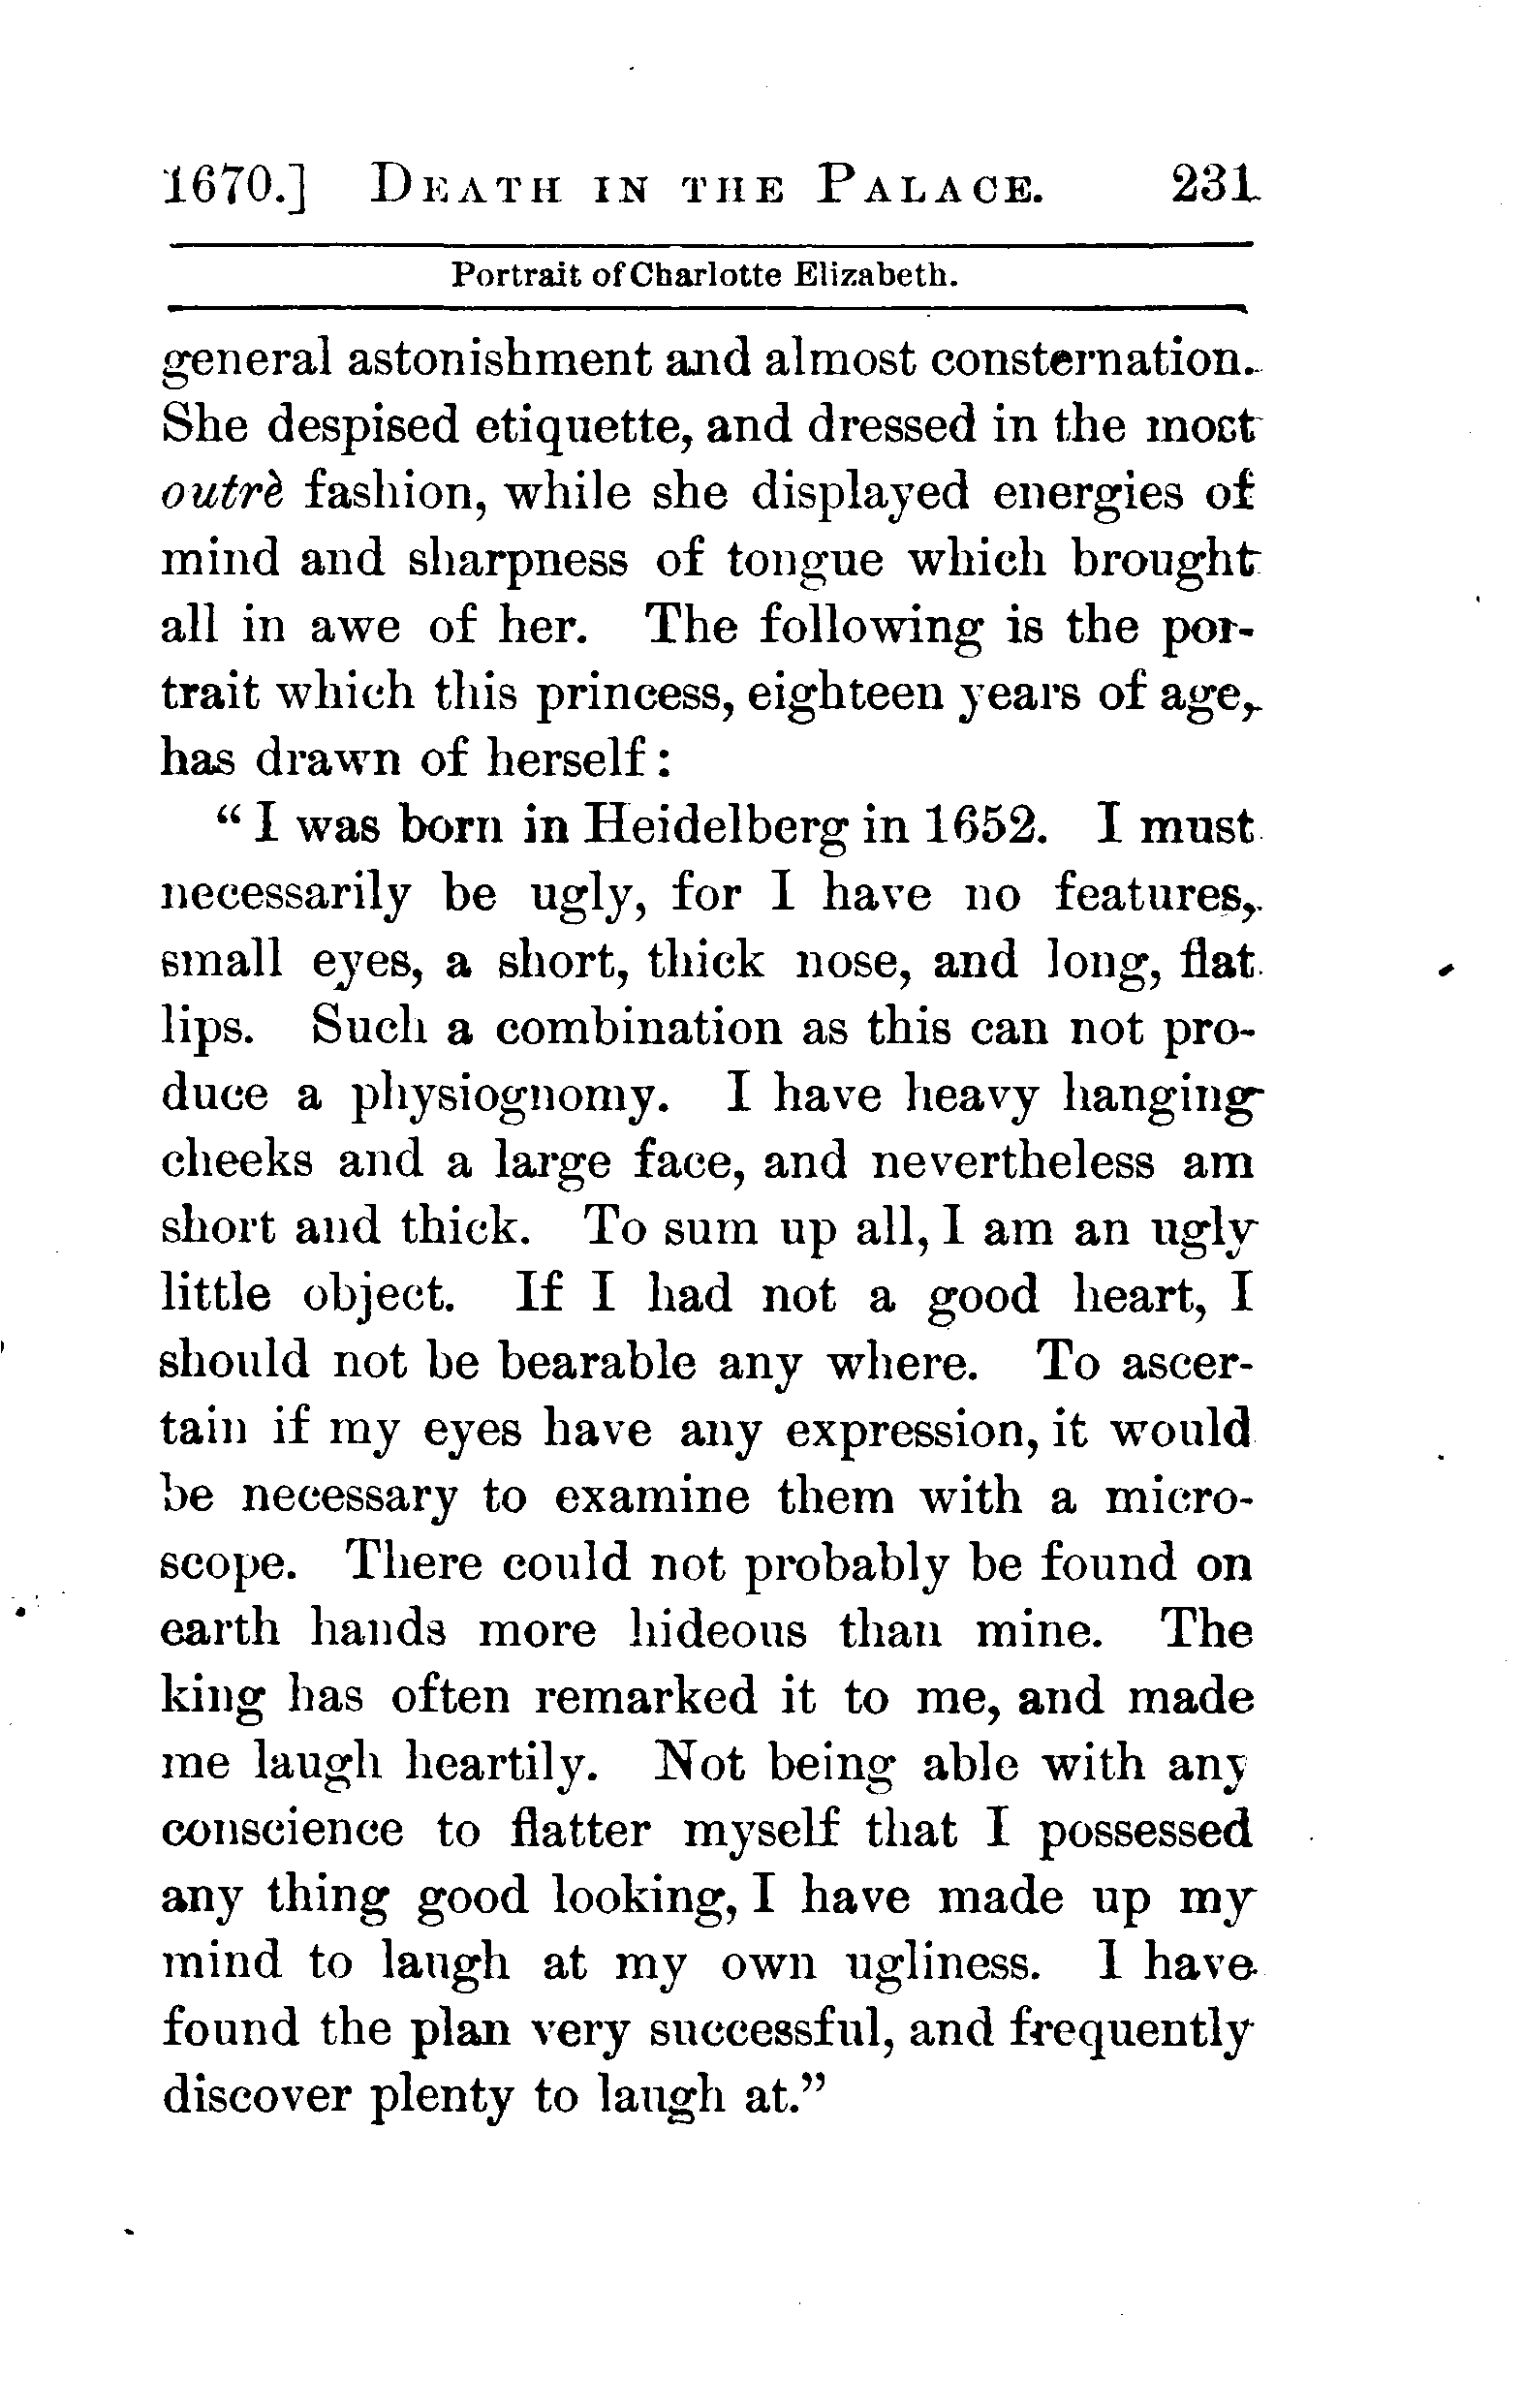 1670.] DEATH IN THE PALACE. 231
Portrait of Charlotte Elizabeth.
general astonishment and almost consternation.
She despised etiquette, and dressed in the most
outrè fashion, while she displayed energies of
mind and sharpness of tongue which brought
all in awe of her. The following is the por-
trait which this princess, eighteen years of age,
has drawn of herself:
“I was born in Heidelberg in 1652. I must
necessarily be ugly, for I have no features,
small eyes, a short, thick nose, and long, flat
lips. Such a combination as this can not pro-
duce a physiognomy. I have heavy hanging
cheeks and a large face, and nevertheless am
short and thick. To sum up all, I am an ugly
little object. If I had not a good heart, I
should not be bearable any where. To ascer-
tain if my eyes have any expression, it would
be necessary to examine them with a micro-
scope. There could not probably be found on
earth hands more hideous than mine. The
king has often remarked it to me, and made
me laugh heartily. Not being able with any
conscience to flatter myself that I possessed
any thing good looking, I have made up my
mind to laugh at my own ugliness. I have
found the plan very successful, and frequently
discover plenty to laugh at.”